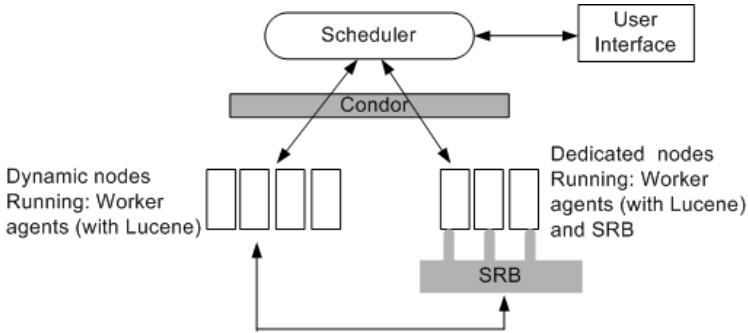 Scheduler
User
Interface
Condor
Dynamic nodes
Running: Worker
agents (with Lucene)
Dedicated nodes
Running: Worker
agents (with Lucene)
and SRB
SRB